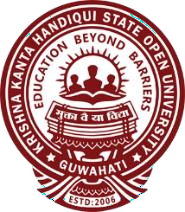 KRISHNA KANTA HANDIQUI STATE OPEN UNIVERSITY
EDUCATION BEYOND BARRIERS
मुक्ता वै या विद्या
GUWAHATI
ESTD: 2006